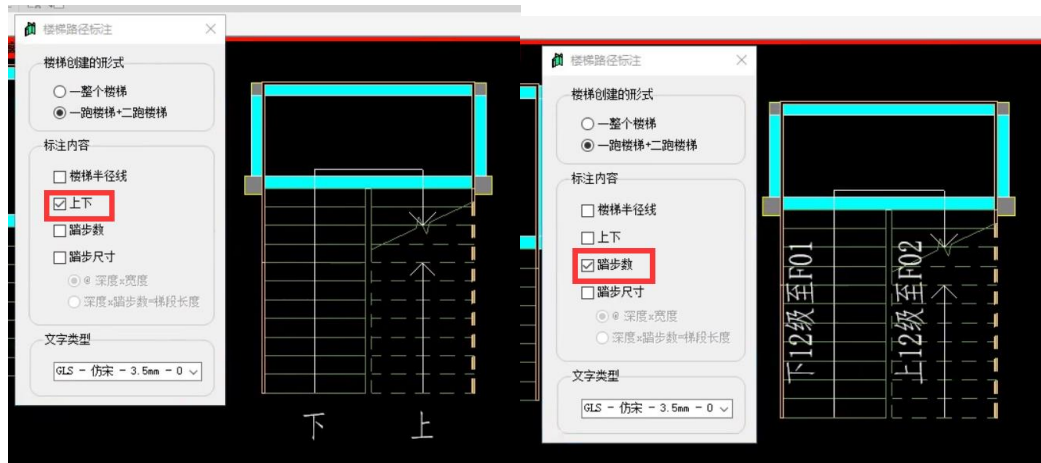 楼梯路径标注
楼梯创建的形式
一整个楼梯
一跑楼梯+二跑楼梯
标注内容
楼梯半径线
上下
踏步数
踏步尺寸
@ 深度x宽度
深度x踏步数=梯段长度
文字类型
GLS - 仿宋 - 3.5mm - 0
下
上
楼梯路径标注
楼梯创建的形式
一整个楼梯
一跑楼梯+二跑楼梯
标注内容
楼梯半径线
上下
踏步数
踏步尺寸
@ 深度x宽度
深度x踏步数=梯段长度
文字类型
GLS - 仿宋 - 3.5mm - 0
下12级至F01
上12级至F02